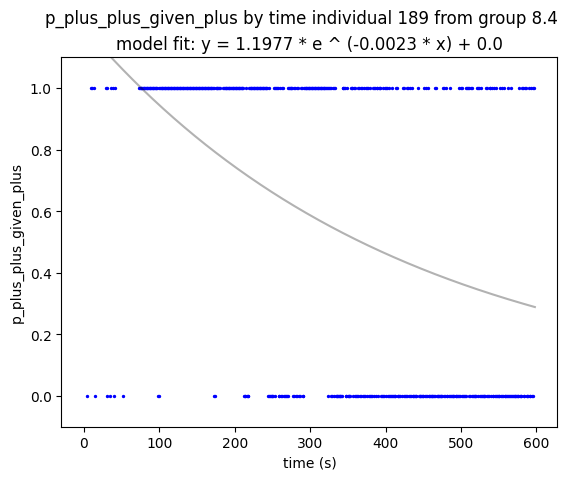 p_plus_plus_given_plus by time individual 189 from group 8.4
model fit: y = 1.1977 * e ^ (-0.0023 * x) + 0.0
p_plus_plus_given_plus
1.0
0.8
0.6
0.4
0.2
0.0
0 100 200 300 400 500 600
time (s)